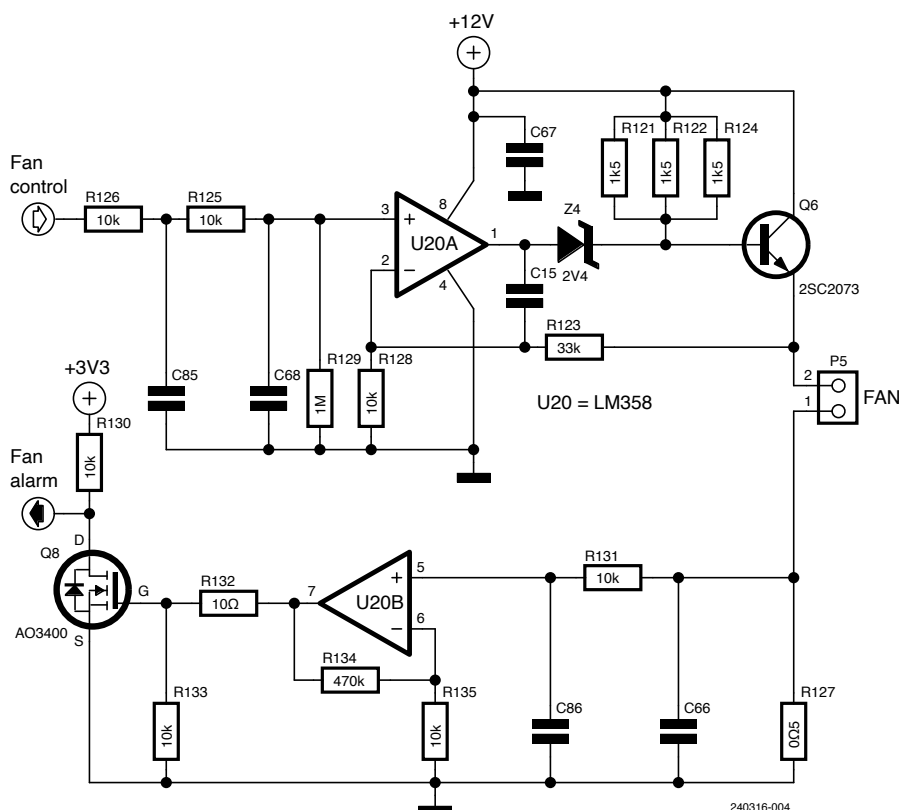 +12V
C67
R121
R122
R124
1k5
1k5
1k5
Fan
control
R126
10k
R125
10k
3
+
8
U20A
1
2
−
4
Z4
2V4
Q6
2SC2073
C15
R123
33k
+3V3
R130
10k
C85
C68
R129
1M
R128
10k
U20 = LM358
P5
2
1
FAN
Fan
alarm
D
Q8
G
AO3400
S
R132
10Ω
7
U20B
+
5
−
6
R131
10k
R134
470k
R133
10k
R135
10k
C86
C66
R127
0Ω5
240316-004